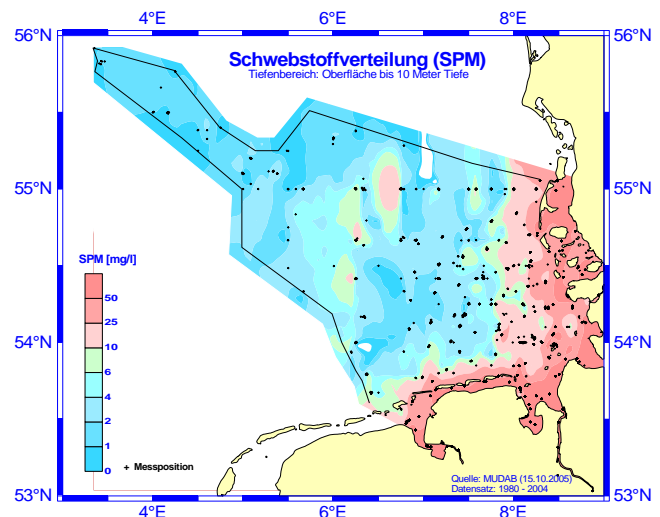 4°E 6°E 8°E
56°N 56°N
Schwebstoffverteilung (SPM)
Tiefenbereich: Oberfläche bis 10 Meter Tiefe
55°N 55°N
SPM [mg/l]
50
25
10
6
4
2
1
0
54°N 54°N
+ Messposition
Quelle: MUDAB (15.10.2005)
Datensatz: 1980 - 2004
53°N 53°N
4°E 6°E 8°E